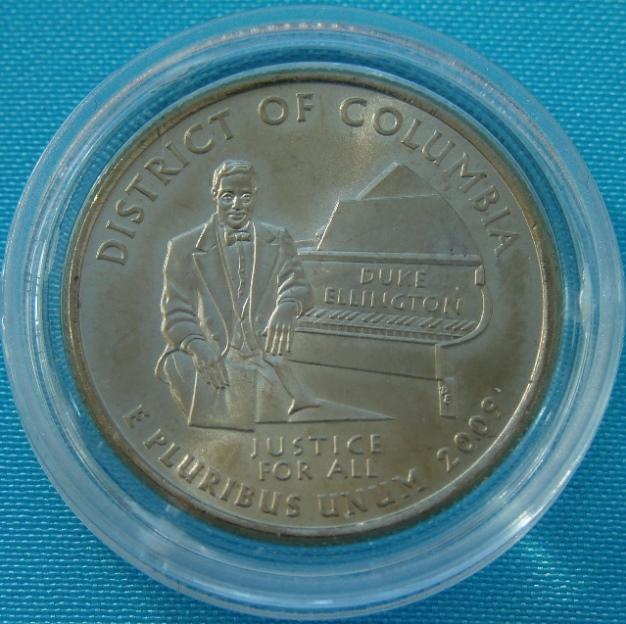 DISTRICT OF COLUMBIA
DUKE
ELLINGTON
JUSTICE
FOR ALL
E PLURIBUS UNUM 2009